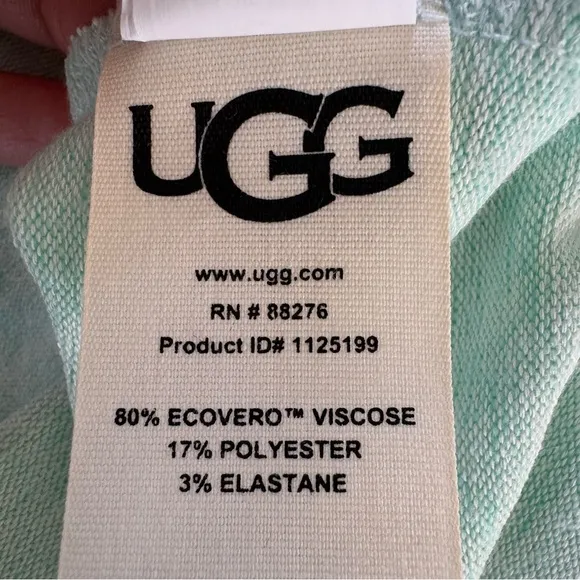 UGG
www.ugg.com
RN # 88276
Product ID# 1125199
80% ECOVERO™ VISCOSE
17% POLYESTER
3% ELASTANE